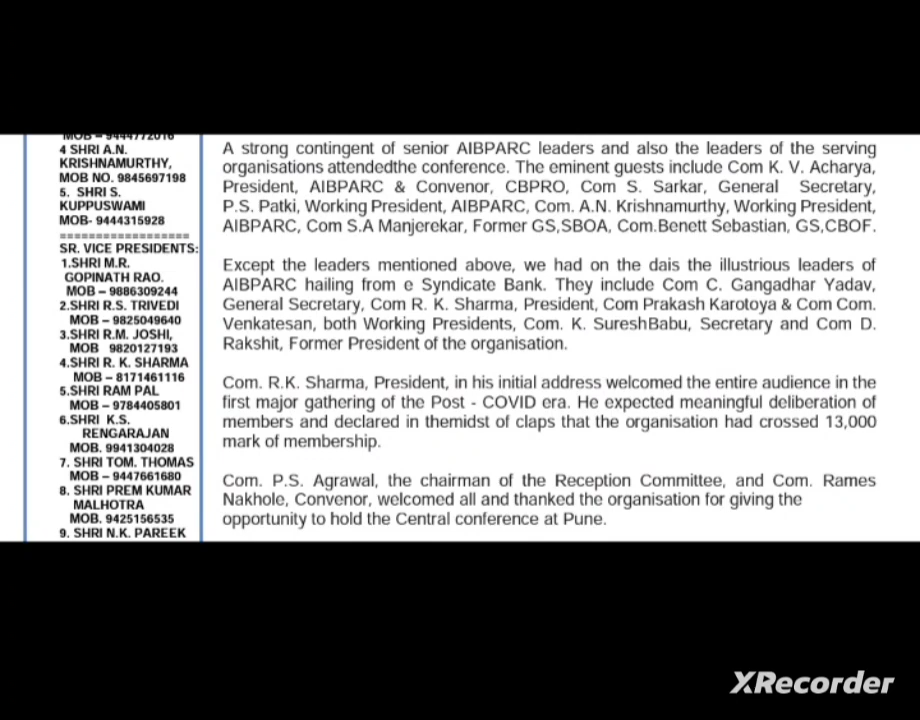 MOB – 9444772016
4 SHRI A.N.
KRISHNAMURTHY,
MOB NO. 9845697198
5. SHRI S.
KUPPUSWAMI
MOB- 9444315928
==================
SR. VICE PRESIDENTS:
1.SHRI M.R.
GOPINATH RAO.
MOB – 9886309244
2.SHRI R.S. TRIVEDI
MOB – 9825049640
3.SHRI R.M. JOSHI,
MOB 9820127193
4.SHRI R. K. SHARMA
MOB – 8171461116
5.SHRI RAM PAL
MOB – 9784405801
6.SHRI K.S.
RENGARAJAN
MOB. 9941304028
7. SHRI TOM. THOMAS
MOB – 9447661680
8. SHRI PREM KUMAR
MALHOTRA
MOB. 9425156535
9. SHRI N.K. PAREEK
A strong contingent of senior AIBPARC leaders and also the leaders of the serving
organisations attendedthe conference. The eminent guests include Com K. V. Acharya,
President, AIBPARC & Convenor, CBPRO, Com S. Sarkar, General Secretary,
P.S. Patki, Working President, AIBPARC, Com. A.N. Krishnamurthy, Working President,
AIBPARC, Com S.A Manjerekar, Former GS,SBOA, Com.Benett Sebastian, GS,CBOF.
Except the leaders mentioned above, we had on the dais the illustrious leaders of
AIBPARC hailing from e Syndicate Bank. They include Com C. Gangadhar Yadav,
General Secretary, Com R. K. Sharma, President, Com Prakash Karotoya & Com Com.
Venkatesan, both Working Presidents, Com. K. SureshBabu, Secretary and Com D.
Rakshit, Former President of the organisation.
Com. R.K. Sharma, President, in his initial address welcomed the entire audience in the
first major gathering of the Post - COVID era. He expected meaningful deliberation of
members and declared in themidst of claps that the organisation had crossed 13,000
mark of membership.
Com. P.S. Agrawal, the chairman of the Reception Committee, and Com. Rames
Nakhole, Convenor, welcomed all and thanked the organisation for giving the
opportunity to hold the Central conference at Pune.
XRecorder